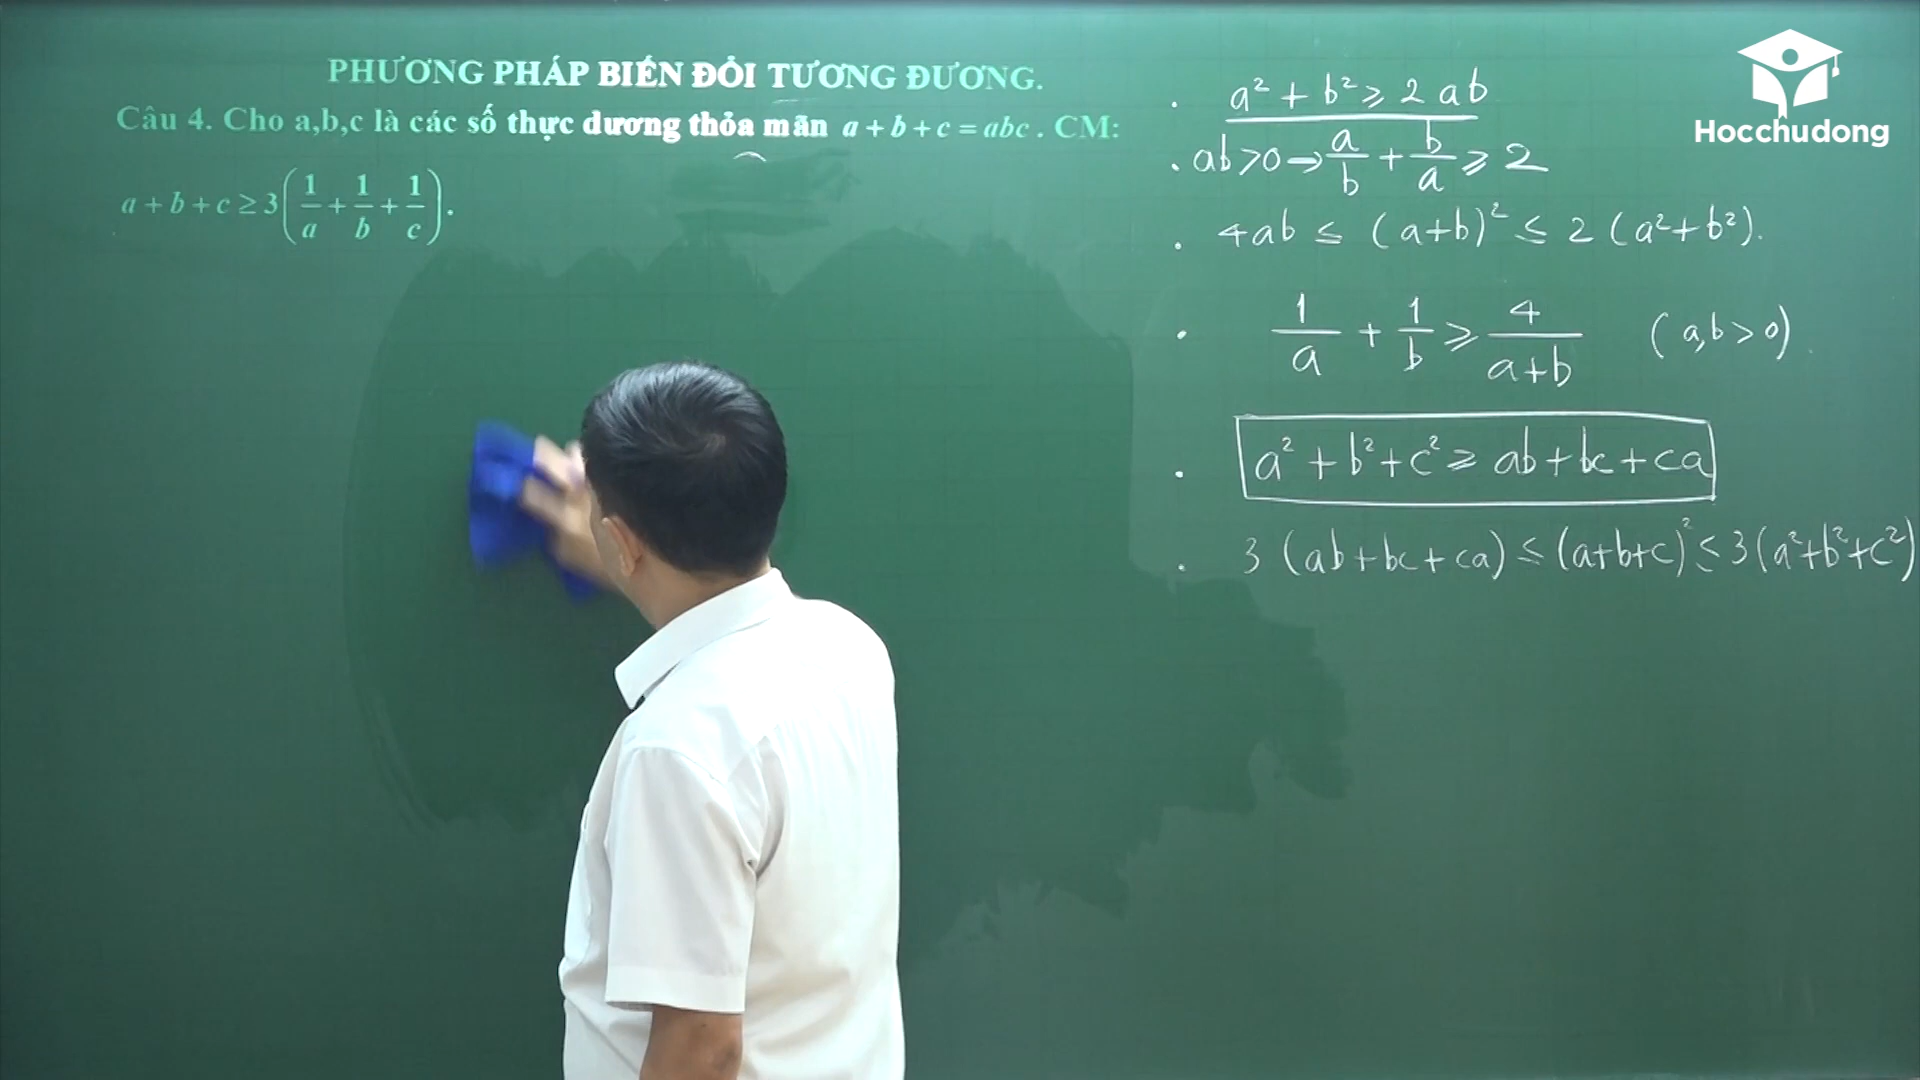 PHƯƠNG PHÁP BIẾN ĐỔI TƯƠNG ĐƯƠNG.
Câu 4. Cho a,b,c là các số thực dương thỏa mãn a + b + c = abc . CM:
a + b + c ≥ 3(1/a + 1/b + 1/c).
. a² + b² ⩾ 2 ab
. ab > 0 → a/b + b/a ⩾ 2
. 4ab ≤ (a+b)² ≤ 2 (a² + b²).
. 1/a + 1/b ⩾ 4/(a+b) (a,b > 0).
. a² + b² + c² ⩾ ab + bc + ca
. 3 (ab + bc + ca) ≤ (a+b+c)² ≤ 3(a² + b² + c²)
Hocchudong